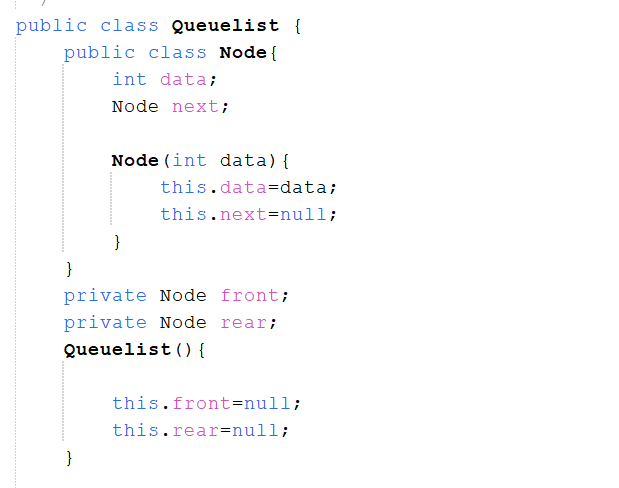 public class Queuelist {
    public class Node{
        int data;
        Node next;

        Node(int data){
            this.data=data;
            this.next=null;
        }
    }
    private Node front;
    private Node rear;
    Queuelist(){

        this.front=null;
        this.rear=null;
    }